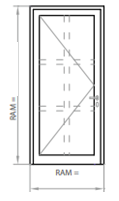 RAM =
RAM =